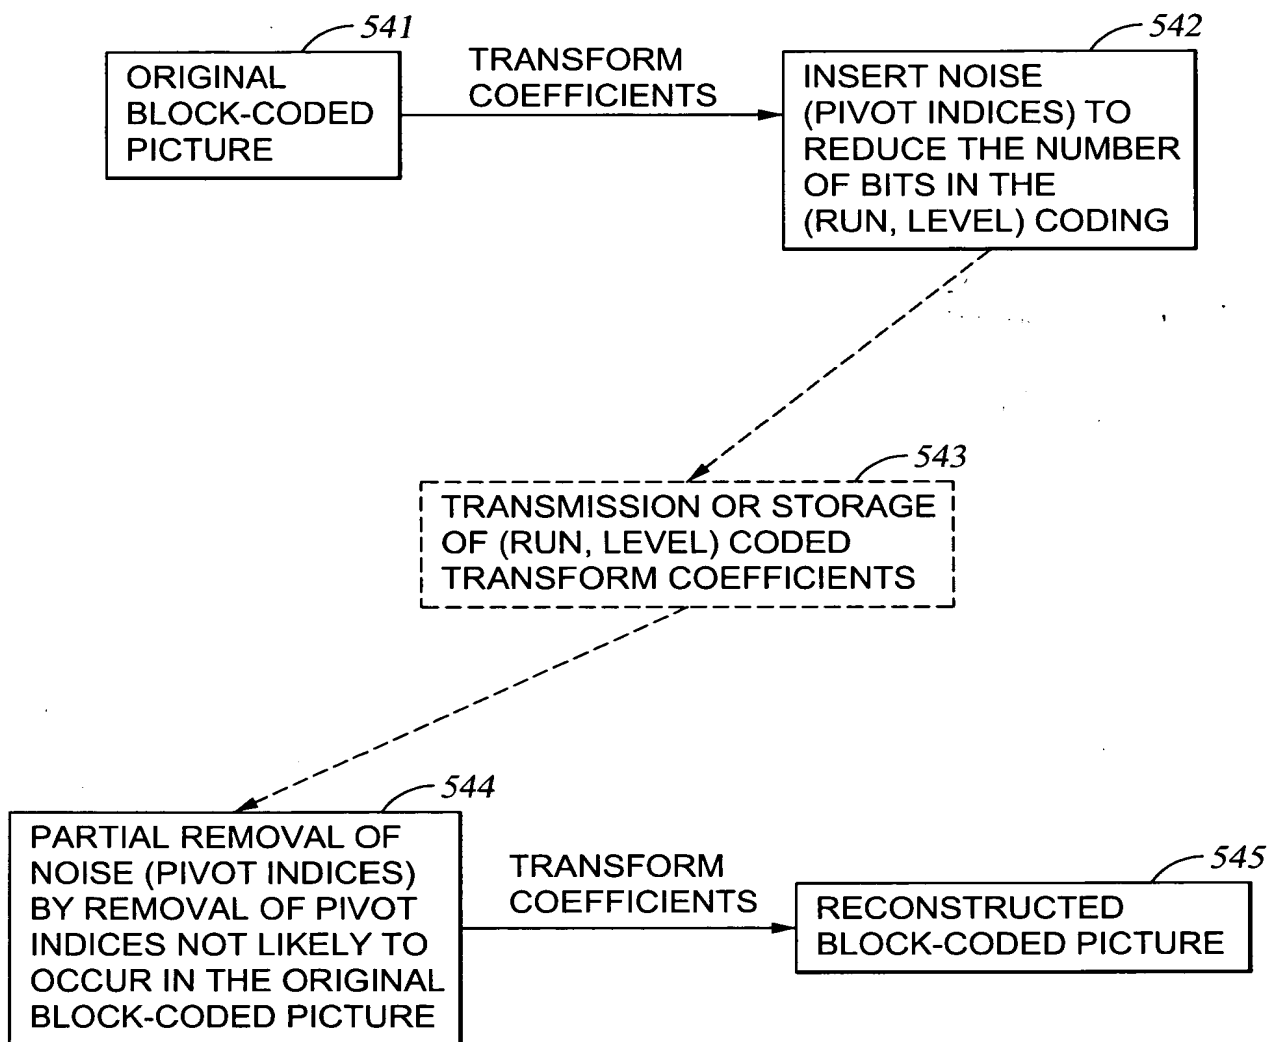 541
ORIGINAL
BLOCK-CODED
PICTURE
TRANSFORM
COEFFICIENTS
542
INSERT NOISE
(PIVOT INDICES) TO
REDUCE THE NUMBER
OF BITS IN THE
(RUN, LEVEL) CODING
543
TRANSMISSION OR STORAGE
OF (RUN, LEVEL) CODED
TRANSFORM COEFFICIENTS
544
PARTIAL REMOVAL OF
NOISE (PIVOT INDICES)
BY REMOVAL OF PIVOT
INDICES NOT LIKELY TO
OCCUR IN THE ORIGINAL
BLOCK-CODED PICTURE
TRANSFORM
COEFFICIENTS
545
RECONSTRUCTED
BLOCK-CODED PICTURE